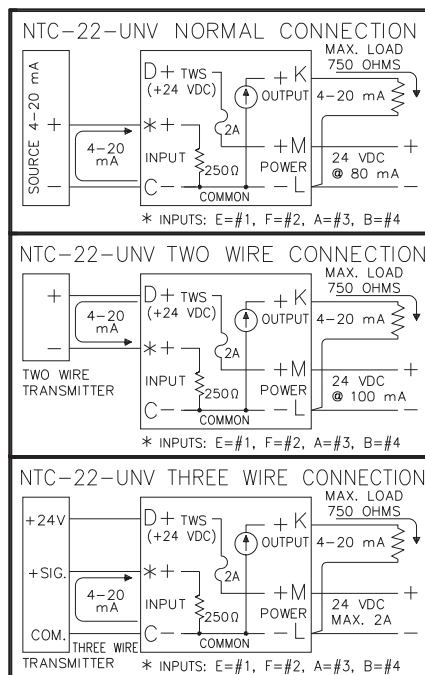 NTC-22-UNV NORMAL CONNECTION
MAX. LOAD
750 OHMS
SOURCE 4-20 mA
+
-
4-20
mA
D+ TWS
(+24 VDC)
*+
INPUT
250Ω
C-
COMMON
2A
+K
OUTPUT
4-20 mA
+M
POWER
-L
24 VDC
@ 80 mA
+
-
* INPUTS: E=#1, F=#2, A=#3, B=#4
NTC-22-UNV TWO WIRE CONNECTION
MAX. LOAD
750 OHMS
+
-
TWO WIRE
TRANSMITTER
4-20
mA
D+ TWS
(+24 VDC)
*+
INPUT
250Ω
C-
COMMON
2A
+K
OUTPUT
4-20 mA
+M
POWER
-L
24 VDC
@ 100 mA
+
-
* INPUTS: E=#1, F=#2, A=#3, B=#4
NTC-22-UNV THREE WIRE CONNECTION
MAX. LOAD
750 OHMS
+24V
+SIG.
COM.
THREE WIRE
TRANSMITTER
4-20
mA
D+ TWS
(+24 VDC)
*+
INPUT
250Ω
C-
COMMON
2A
+K
OUTPUT
4-20 mA
+M
POWER
-L
24 VDC
MAX. 2A
+
-
* INPUTS: E=#1, F=#2, A=#3, B=#4